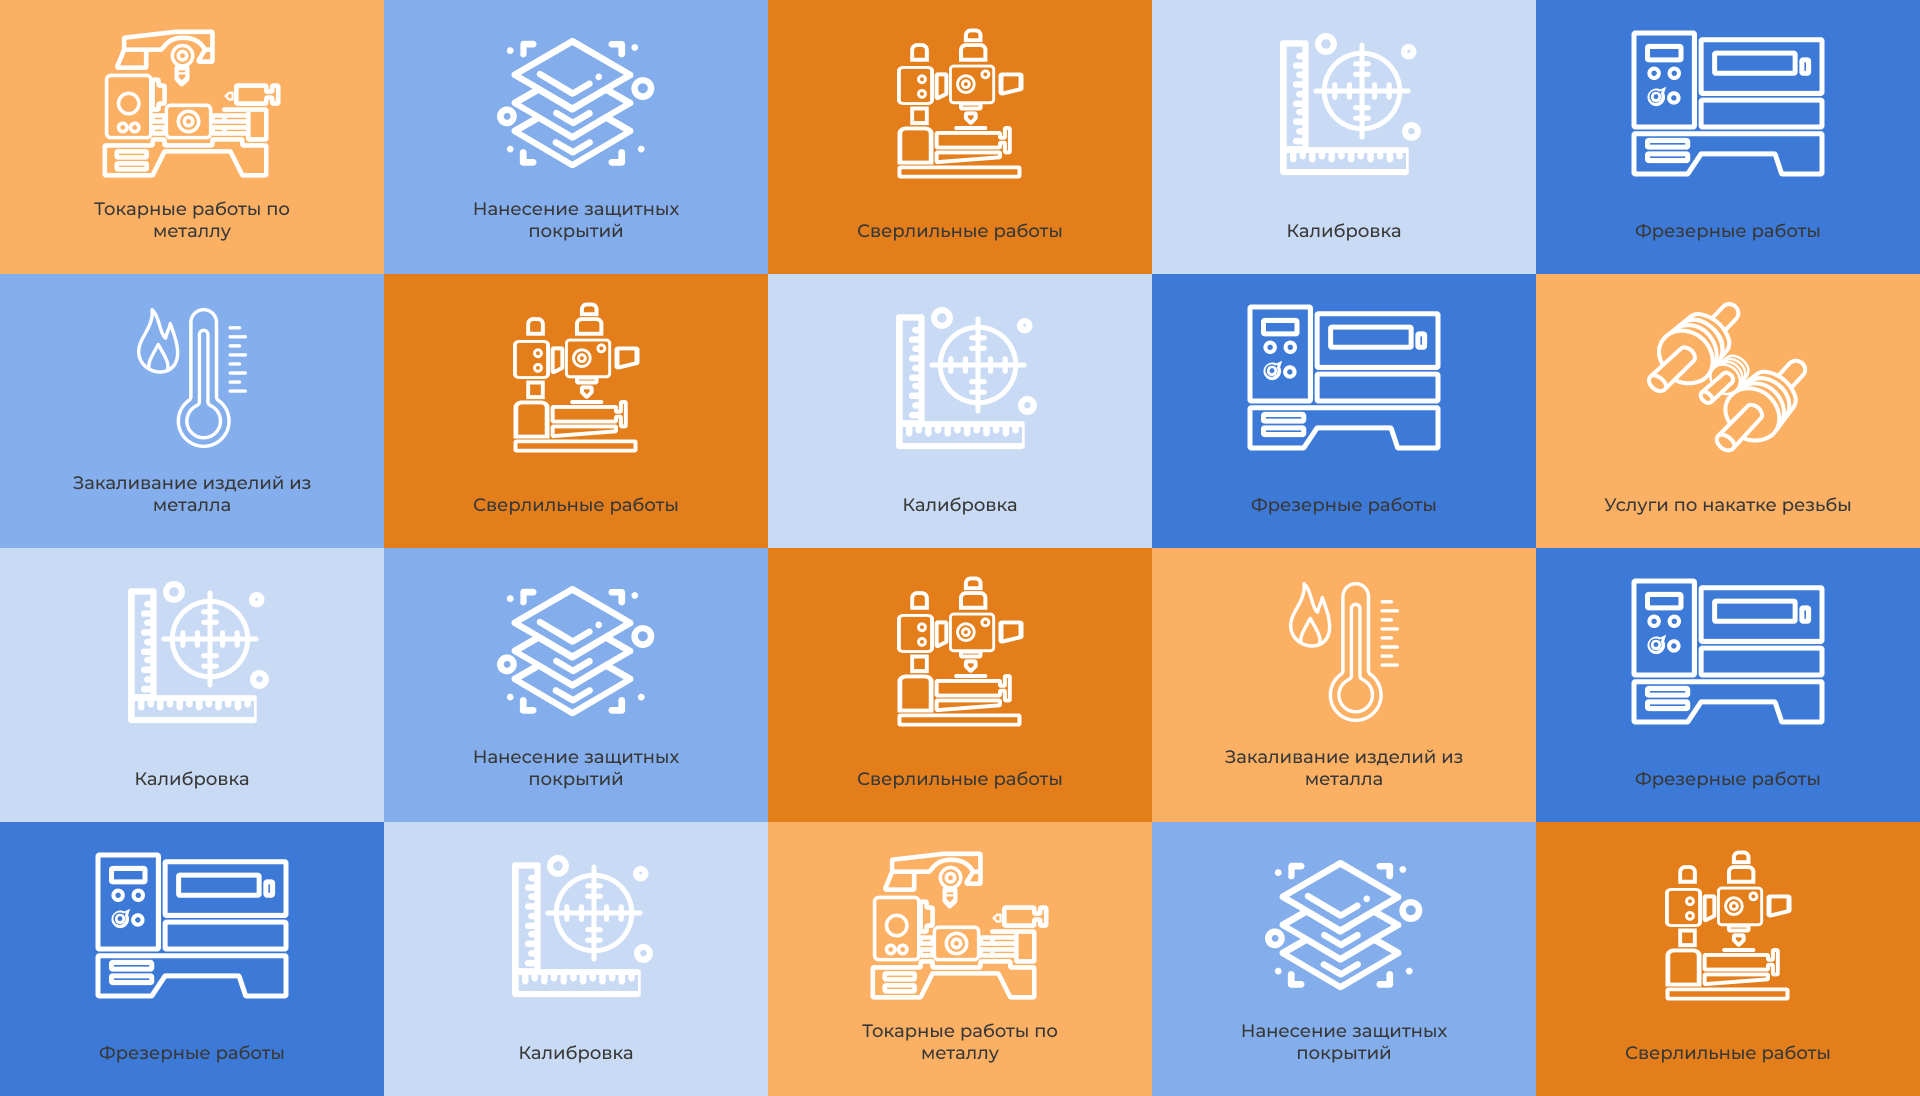 Токарные работы по
металлу
Нанесение защитных
покрытий
Сверлильные работы
Калибровка
Фрезерные работы
Закаливание изделий из
металла
Сверлильные работы
Калибровка
Фрезерные работы
Услуги по накатке резьбы
Калибровка
Нанесение защитных
покрытий
Сверлильные работы
Закаливание изделий из
металла
Фрезерные работы
Фрезерные работы
Калибровка
Токарные работы по
металлу
Нанесение защитных
покрытий
Сверлильные работы